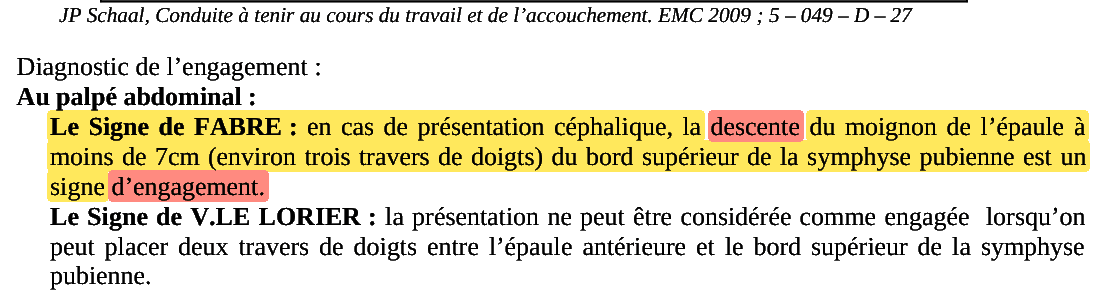 JP Schaal, Conduite à tenir au cours du travail et de l’accouchement. EMC 2009 ; 5 – 049 – D – 27
Diagnostic de l’engagement :
Au palpé abdominal :
Le Signe de FABRE : en cas de présentation céphalique, la descente du moignon de l’épaule à
moins de 7cm (environ trois travers de doigts) du bord supérieur de la symphyse pubienne est un
signe d’engagement.
Le Signe de V.LE LORIER : la présentation ne peut être considérée comme engagée lorsqu’on
peut placer deux travers de doigts entre l’épaule antérieure et le bord supérieur de la symphyse
pubienne.